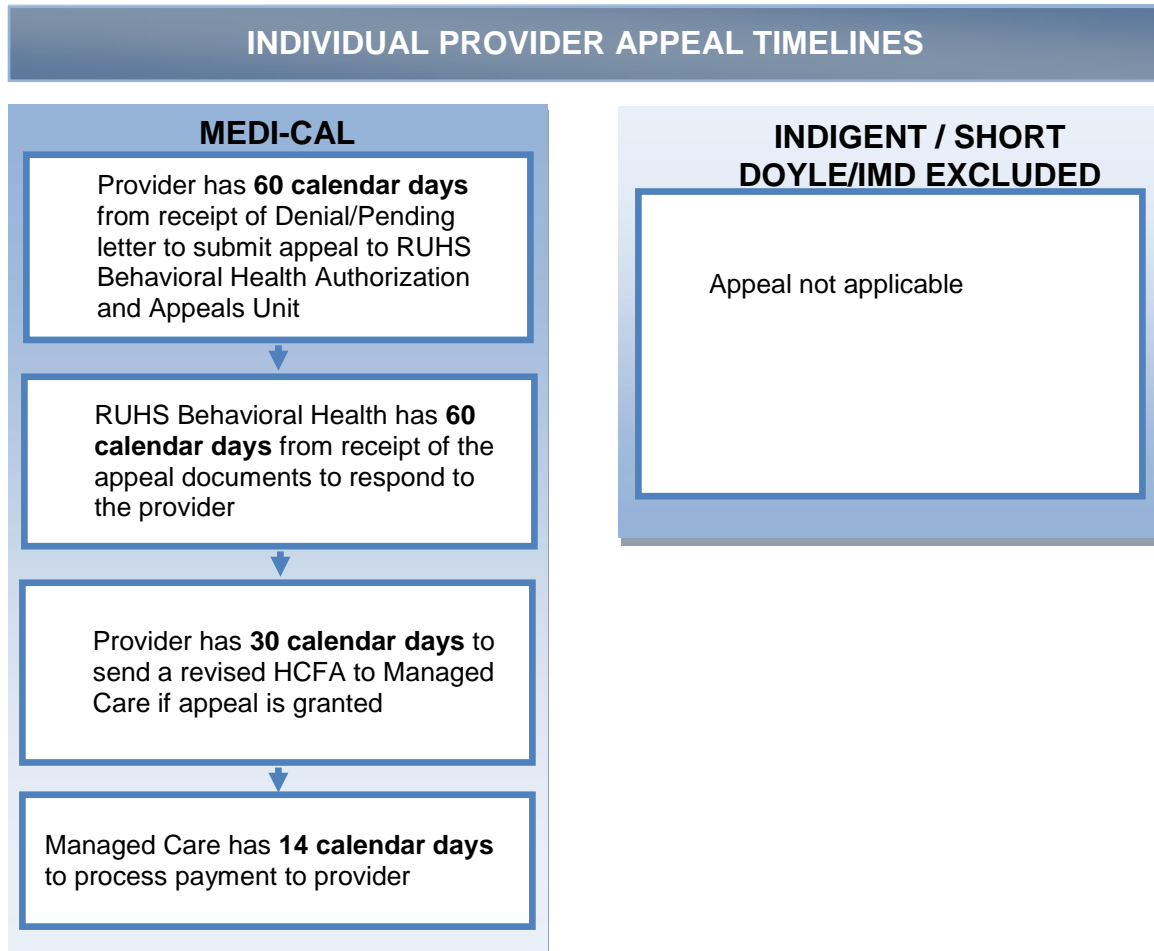 INDIVIDUAL PROVIDER APPEAL TIMELINES
MEDI-CAL
Provider has 60 calendar days
from receipt of Denial/Pending
letter to submit appeal to RUHS
Behavioral Health Authorization
and Appeals Unit
RUHS Behavioral Health has 60
calendar days from receipt of the
appeal documents to respond to
the provider
Provider has 30 calendar days to
send a revised HCFA to Managed
Care if appeal is granted
Managed Care has 14 calendar days
to process payment to provider
INDIGENT / SHORT
DOYLE/IMD EXCLUDED
Appeal not applicable